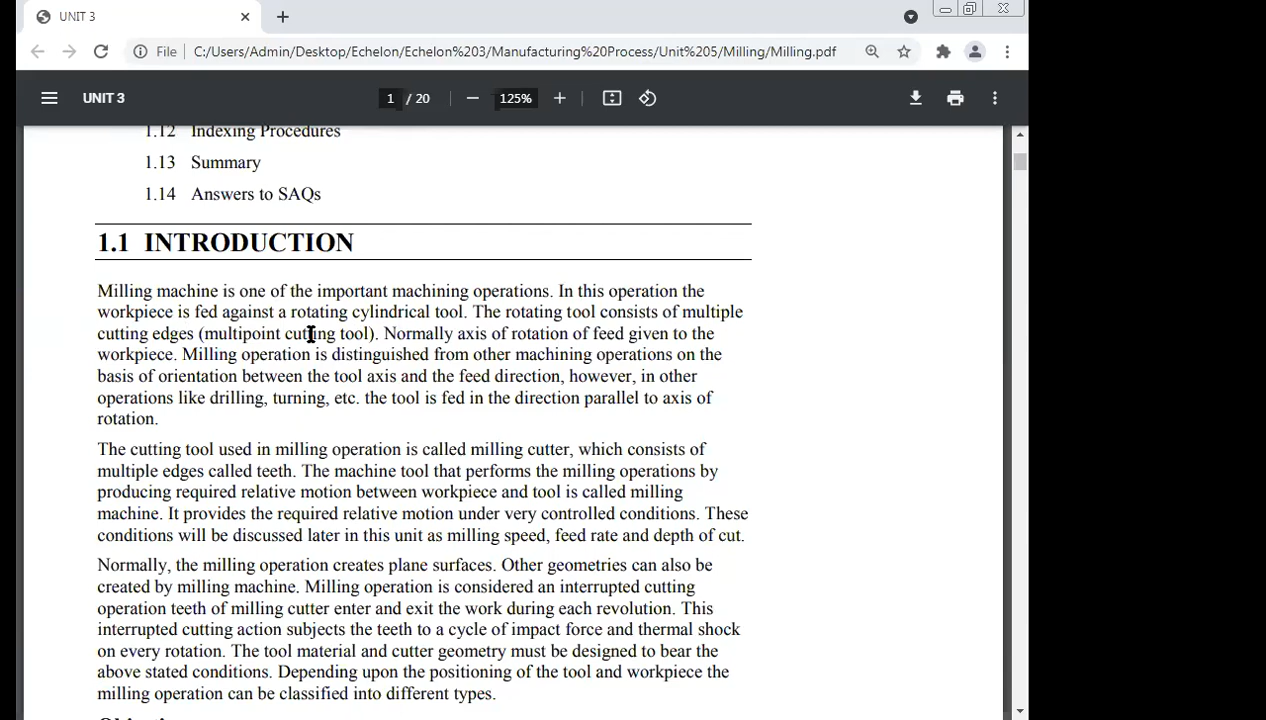 UNIT 3
File C:/Users/Admin/Desktop/Echelon/Echelon%203/Manufacturing%20Process/Unit%205/Milling/Milling.pdf
UNIT 3 1 / 20 125%
1.12 Indexing Procedures
1.13 Summary
1.14 Answers to SAQs
1.1 INTRODUCTION
Milling machine is one of the important machining operations. In this operation the
workpiece is fed against a rotating cylindrical tool. The rotating tool consists of multiple
cutting edges (multipoint cutting tool). Normally axis of rotation of feed given to the
workpiece. Milling operation is distinguished from other machining operations on the
basis of orientation between the tool axis and the feed direction, however, in other
operations like drilling, turning, etc. the tool is fed in the direction parallel to axis of
rotation.
The cutting tool used in milling operation is called milling cutter, which consists of
multiple edges called teeth. The machine tool that performs the milling operations by
producing required relative motion between workpiece and tool is called milling
machine. It provides the required relative motion under very controlled conditions. These
conditions will be discussed later in this unit as milling speed, feed rate and depth of cut.
Normally, the milling operation creates plane surfaces. Other geometries can also be
created by milling machine. Milling operation is considered an interrupted cutting
operation teeth of milling cutter enter and exit the work during each revolution. This
interrupted cutting action subjects the teeth to a cycle of impact force and thermal shock
on every rotation. The tool material and cutter geometry must be designed to bear the
above stated conditions. Depending upon the positioning of the tool and workpiece the
milling operation can be classified into different types.